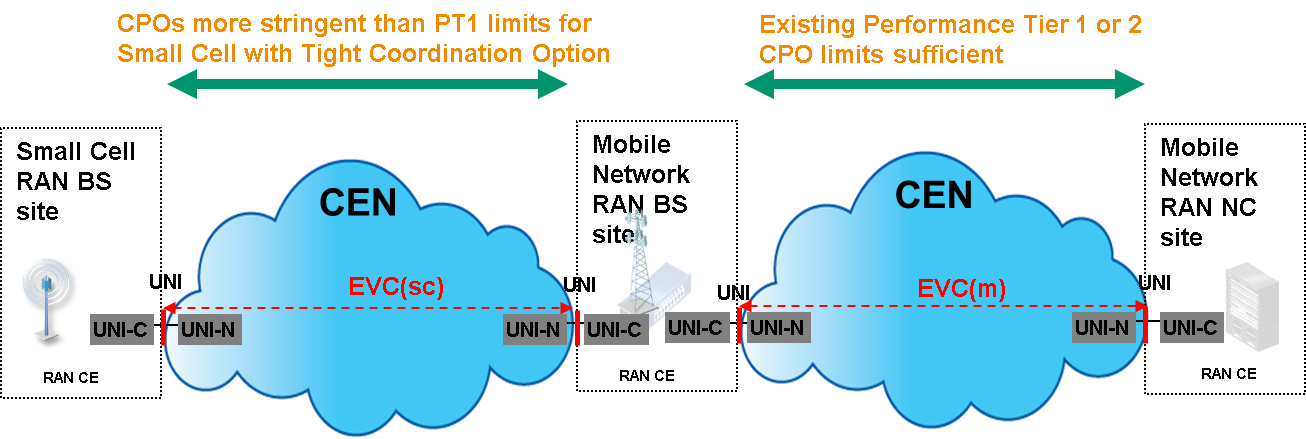 CPOs more stringent than PT1 limits for
Small Cell with Tight Coordination Option
Existing Performance Tier 1 or 2
CPO limits sufficient
Small Cell
RAN BS
site
CEN
Mobile
Network
RAN BS
site
CEN
Mobile
Network
RAN NC
site
UNI
EVC(sc)
UNI
UNI
EVC(m)
UNI
UNI-C
UNI-N
UNI-N
UNI-C
UNI-C
UNI-N
UNI-N
UNI-C
RAN CE
RAN CE
RAN CE